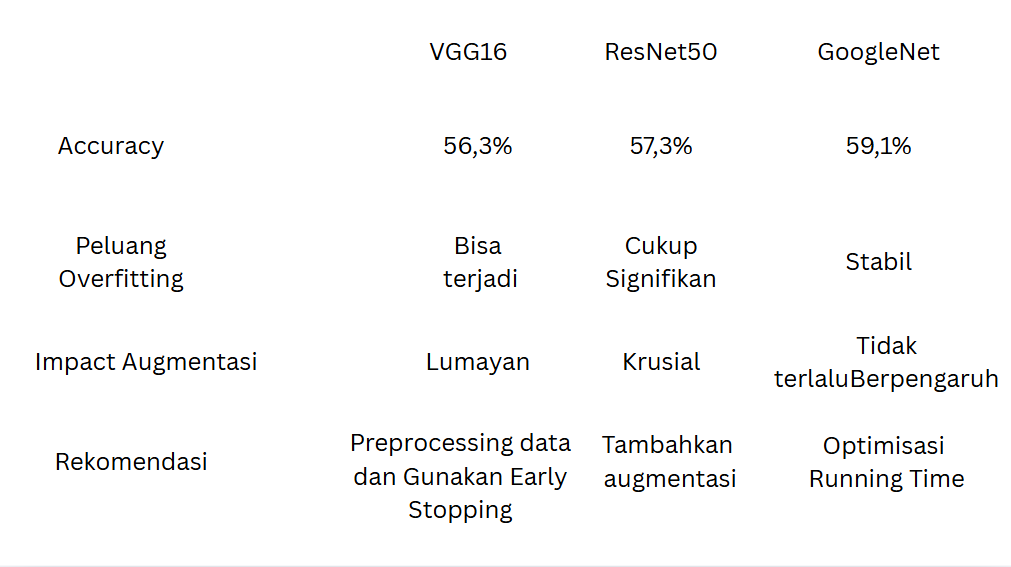 VGG16 ResNet50 GoogleNet
Accuracy 56,3% 57,3% 59,1%
Peluang
Overfitting
Bisa
terjadi
Cukup
Signifikan
Stabil
Impact Augmentasi Lumayan Krusial
Tidak
terlaluBerpengaruh
Rekomendasi
Preprocessing data
dan Gunakan Early
Stopping
Tambahkan
augmentasi
Optimisasi
Running Time